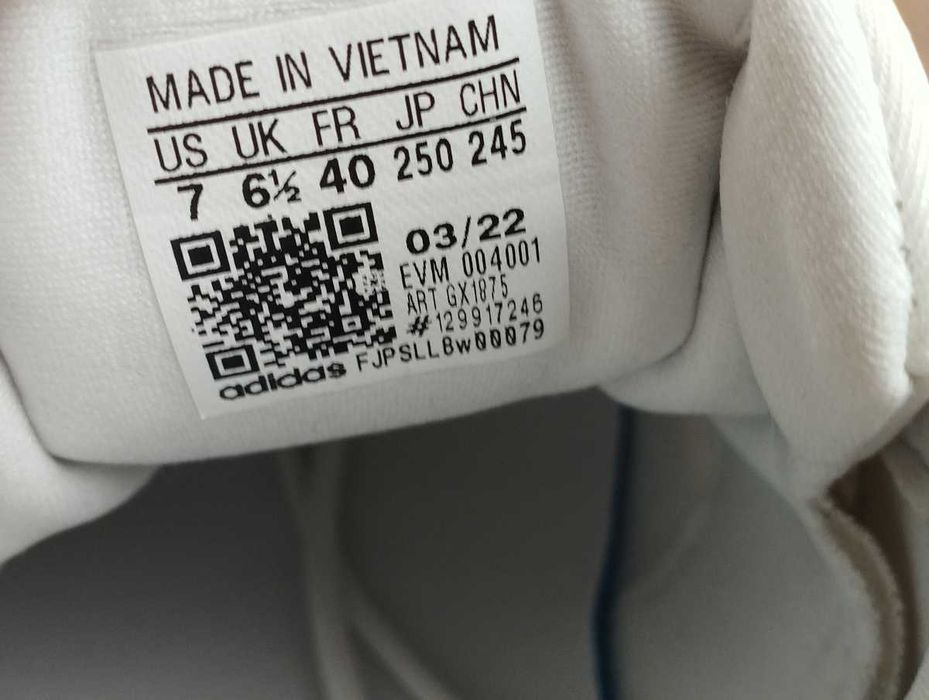 MADE IN VIETNAM
US UK FR JP CHN
7 6½ 40 250 245
03/22
EVM 004001
ART GX1875
#129917246
adidas FJPSLL8w00079